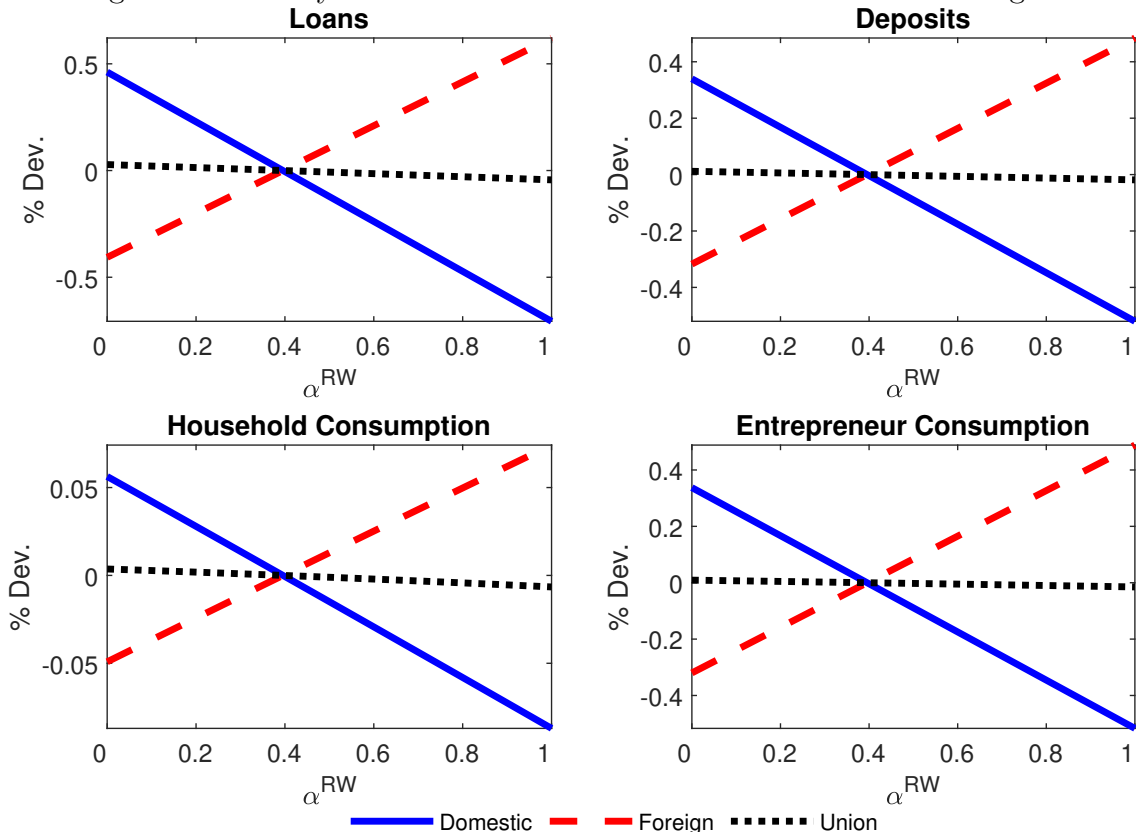 Loans
Deposits
% Dev.
0.5
0
-0.5
0 0.2 0.4 0.6 0.8 1
α^RW
% Dev.
0.4
0.2
0
-0.2
-0.4
0 0.2 0.4 0.6 0.8 1
α^RW
Household Consumption
Entrepreneur Consumption
% Dev.
0.05
0
-0.05
0 0.2 0.4 0.6 0.8 1
α^RW
% Dev.
0.4
0.2
0
-0.2
-0.4
0 0.2 0.4 0.6 0.8 1
α^RW
Domestic Foreign Union